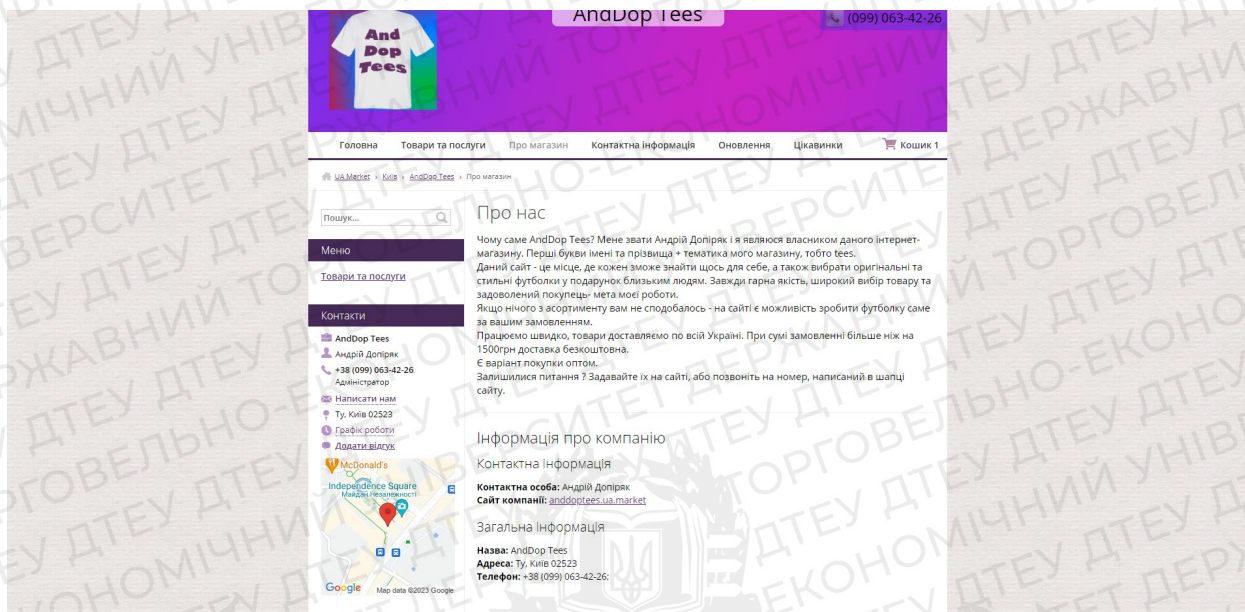 AndDop Tees
(099) 063-42-26
And
Dop
Tees
Головна Товари та послуги Про магазин Контактна інформація Оновлення Цікавинки Кошик 1
UA Market › Київ › AndDop Tees › Про магазин
Пошук...
Меню
Товари та послуги
Контакти
AndDop Tees
Андрій Допіряк
+38 (099) 063-42-26
Адміністратор
Написати нам
Ту, Київ 02523
Графік роботи
Додати відгук
McDonald's
Independence Square
Майдан Незалежності
Google Map data ©2023 Google
Про нас
Чому саме AndDop Tees? Мене звати Андрій Допіряк і я являюся власником даного інтернет-
магазину. Перші букви імені та прізвища + тематика мого магазину, тобто tees.
Даний сайт - це місце, де кожен зможе знайти щось для себе, а також вибрати оригінальні та
стильні футболки у подарунок близьким людям. Завжди гарна якість, широкий вибір товару та
задоволений покупець- мета моєї роботи.
Якщо нічого з асортименту вам не сподобалось - на сайті є можливість зробити футболку саме
за вашим замовленням.
Працюємо швидко, товари доставляємо по всій Україні. При сумі замовленні більше ніж на
1500грн доставка безкоштовна.
Є варіант покупки оптом.
Залишилися питання ? Задавайте їх на сайті, або позвоніть на номер, написаний в шапці
сайту.
Інформація про компанію
Контактна інформація
Контактна особа: Андрій Допіряк
Сайт компанії: anddoptees.ua.market
Загальна інформація
Назва: AndDop Tees
Адреса: Ту, Київ 02523
Телефон: +38 (099) 063-42-26;